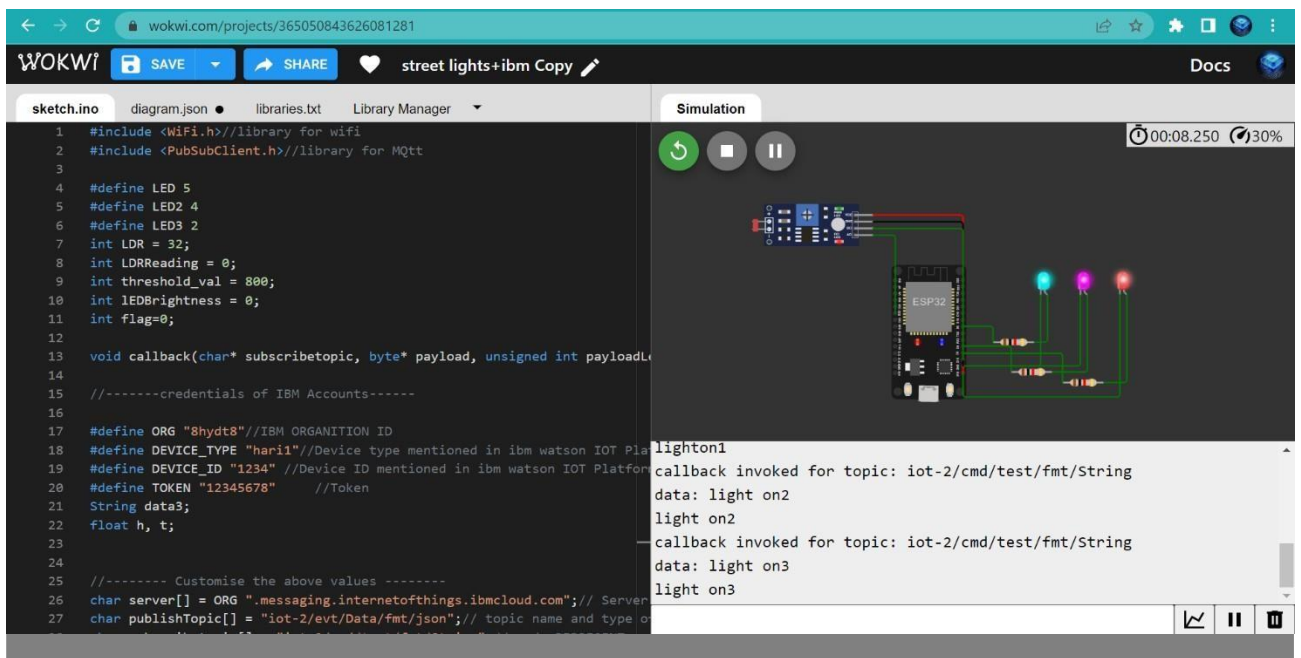 wokwi.com/projects/365050843626081281
WOKWI SAVE SHARE street lights+ibm Copy Docs
sketch.ino diagram.json ● libraries.txt Library Manager Simulation
00:08.250 30%
1 #include <WiFi.h>//library for wifi
2 #include <PubSubClient.h>//library for MQtt
3
4 #define LED 5
5 #define LED2 4
6 #define LED3 2
7 int LDR = 32;
8 int LDRReading = 0;
9 int threshold_val = 800;
10 int lEDBrightness = 0;
11 int flag=0;
12
13 void callback(char* subscribetopic, byte* payload, unsigned int payloadL
14
15 //-------credentials of IBM Accounts------
16
17 #define ORG "8hydt8"//IBM ORGANITION ID
18 #define DEVICE_TYPE "hari1"//Device type mentioned in ibm watson IOT Pla
19 #define DEVICE_ID "1234" //Device ID mentioned in ibm watson IOT Platfor
20 #define TOKEN "12345678" //Token
21 String data3;
22 float h, t;
23
24
25 //-------- Customise the above values --------
26 char server[] = ORG ".messaging.internetofthings.ibmcloud.com";// Server
27 char publishTopic[] = "iot-2/evt/Data/fmt/json";// topic name and type o
ESP32
lighton1
callback invoked for topic: iot-2/cmd/test/fmt/String
data: light on2
light on2
callback invoked for topic: iot-2/cmd/test/fmt/String
data: light on3
light on3